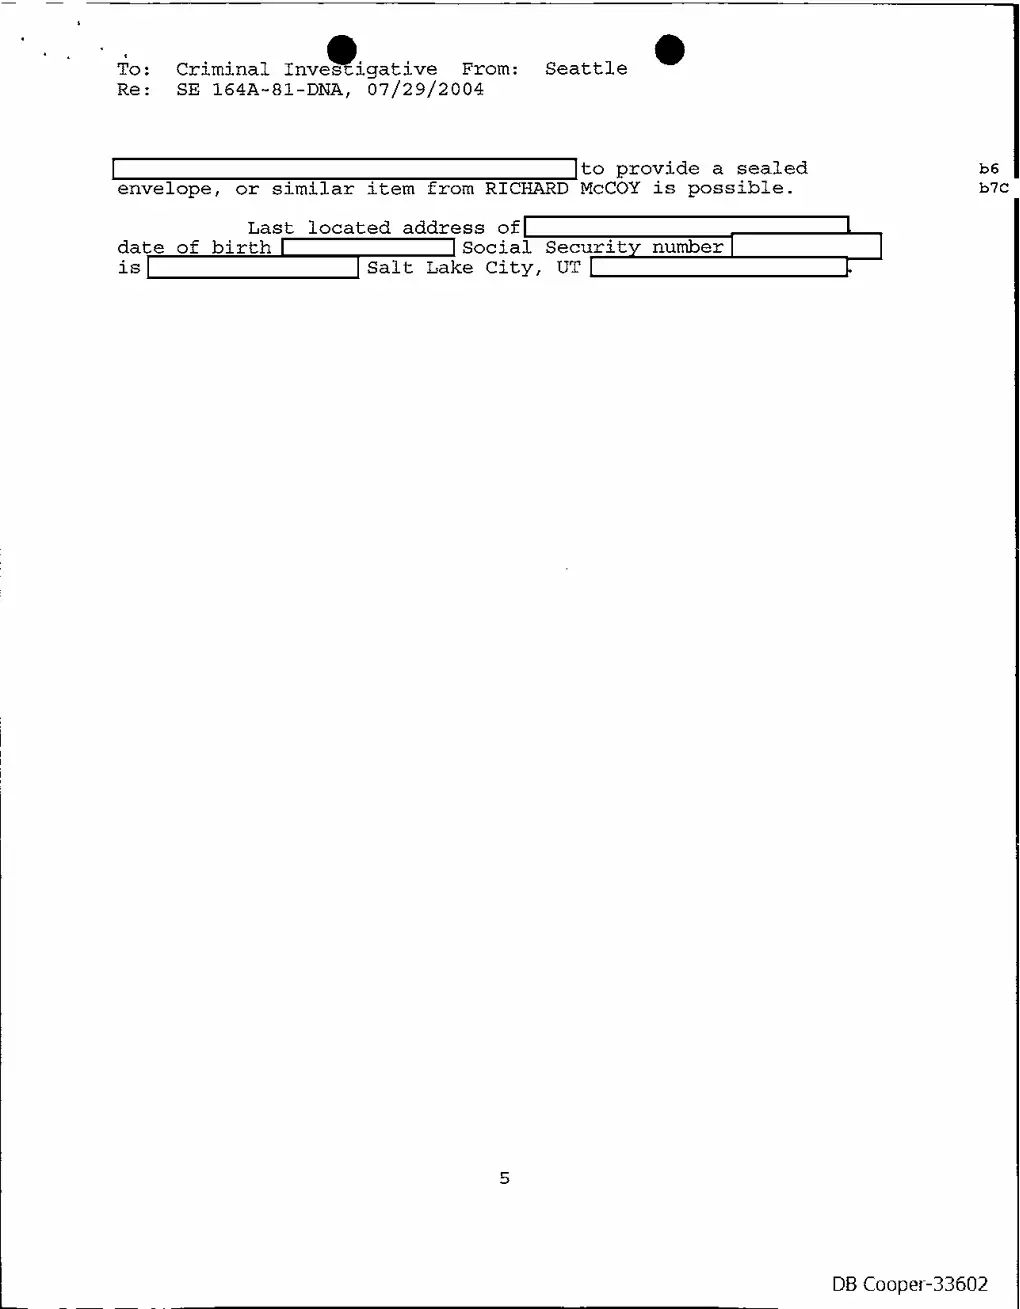 To: Criminal Investigative From: Seattle
Re: SE 164A-81-DNA, 07/29/2004
to provide a sealed b6
envelope, or similar item from RICHARD McCOY is possible. b7C
Last located address of
date of birth Social Security number
is Salt Lake City, UT .
5
DB Cooper-33602